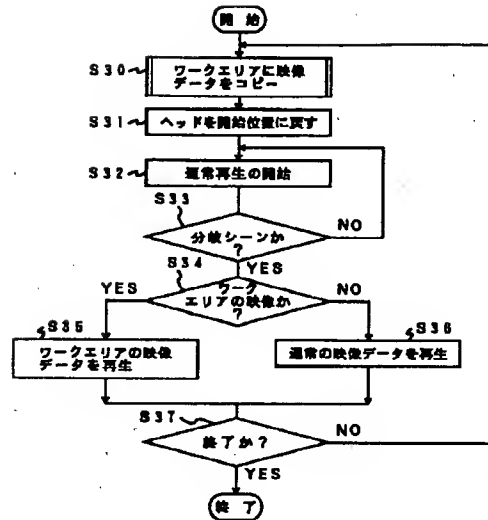 開始
S30
ワークエリアに映像
データをコピー
S31
ヘッドを開始位置に戻す
S32
通常再生の開始
S33
分岐シーンか
?
NO
YES
S34
ワーク
エリアの映像か
?
YES
NO
S35
ワークエリアの映像
データを再生
S36
通常の映像データを再生
S37
終了か?
NO
YES
終了